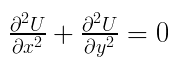 ∂²U/∂x² + ∂²U/∂y² = 0